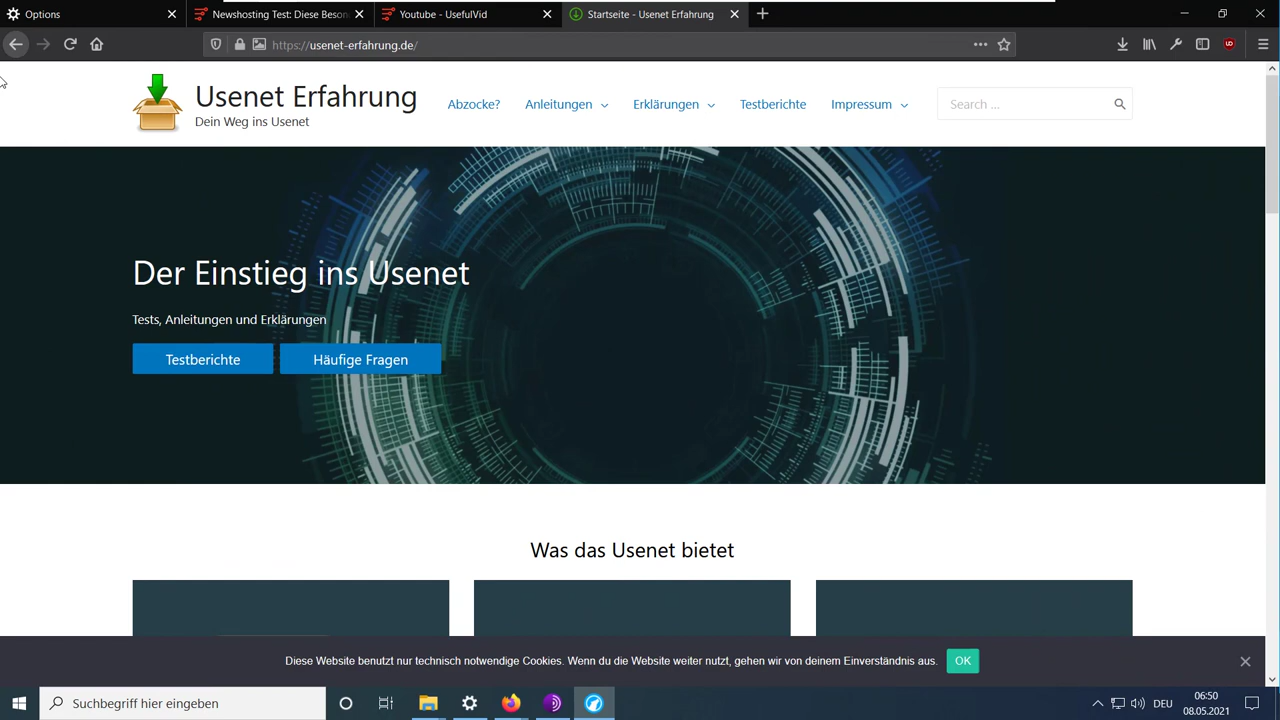 Options
Newshosting Test: Diese Beson
Youtube - UsefulVid
Startseite - Usenet Erfahrung
https://usenet-erfahrung.de/
Usenet Erfahrung
Dein Weg ins Usenet
Abzocke?
Anleitungen
Erklärungen
Testberichte
Impressum
Search ...
Der Einstieg ins Usenet
Tests, Anleitungen und Erklärungen
Testberichte
Häufige Fragen
Was das Usenet bietet
Diese Website benutzt nur technisch notwendige Cookies. Wenn du die Website weiter nutzt, gehen wir von deinem Einverständnis aus.
OK
Suchbegriff hier eingeben
DEU
06:50
08.05.2021